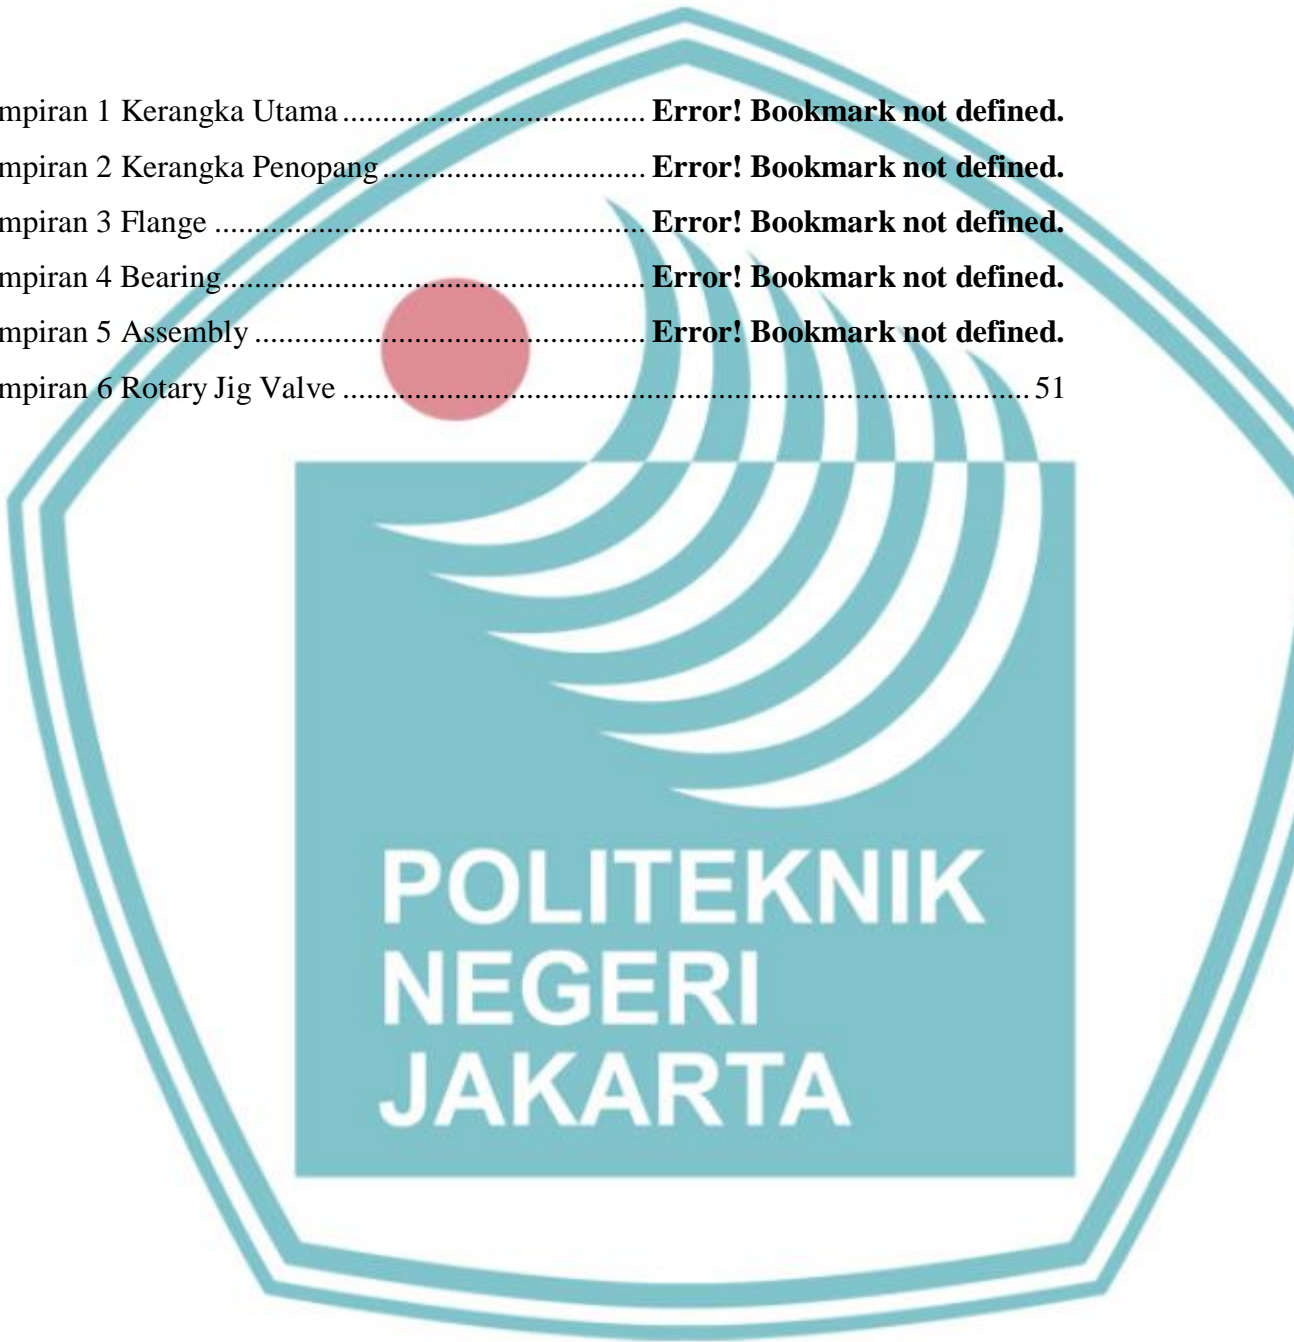 mpiran 1 Kerangka Utama ...................................... Error! Bookmark not defined.
mpiran 2 Kerangka Penopang ................................. Error! Bookmark not defined.
mpiran 3 Flange ...................................................... Error! Bookmark not defined.
mpiran 4 Bearing ..................................................... Error! Bookmark not defined.
mpiran 5 Assembly ................................................. Error! Bookmark not defined.
mpiran 6 Rotary Jig Valve ...................................................................................... 51
POLITEKNIK
NEGERI
JAKARTA